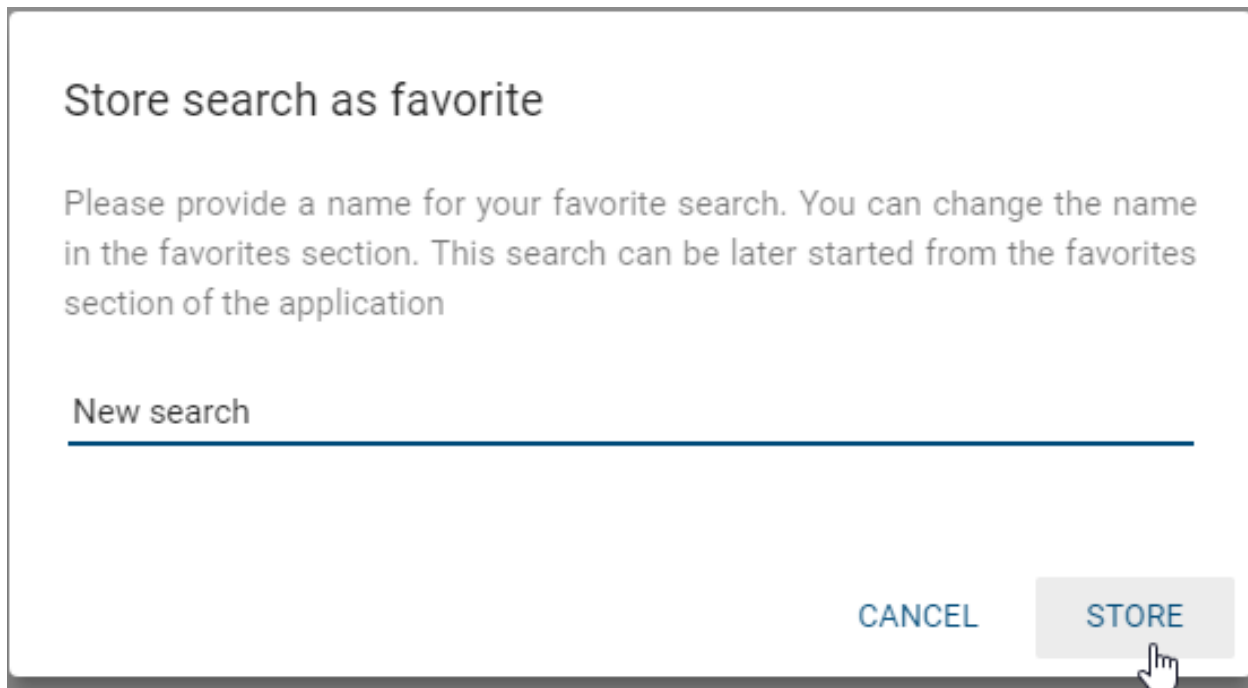 Store search as favorite
Please provide a name for your favorite search. You can change the name
in the favorites section. This search can be later started from the favorites
section of the application
New search
CANCEL STORE